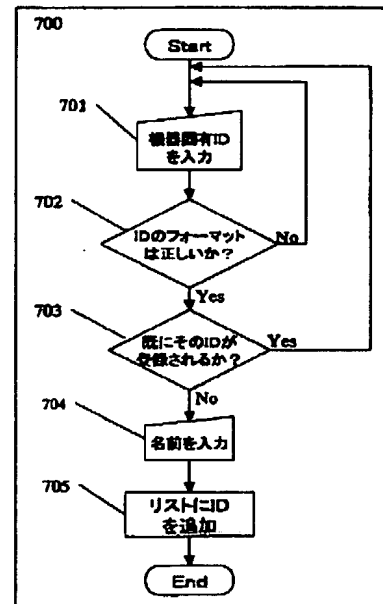 700
Start
701
機器固有ID
を入力
702
IDのフォーマット
は正しいか?
No
Yes
703
既にそのIDが
登録されるか?
Yes
No
704
名前を入力
705
リストにID
を追加
End